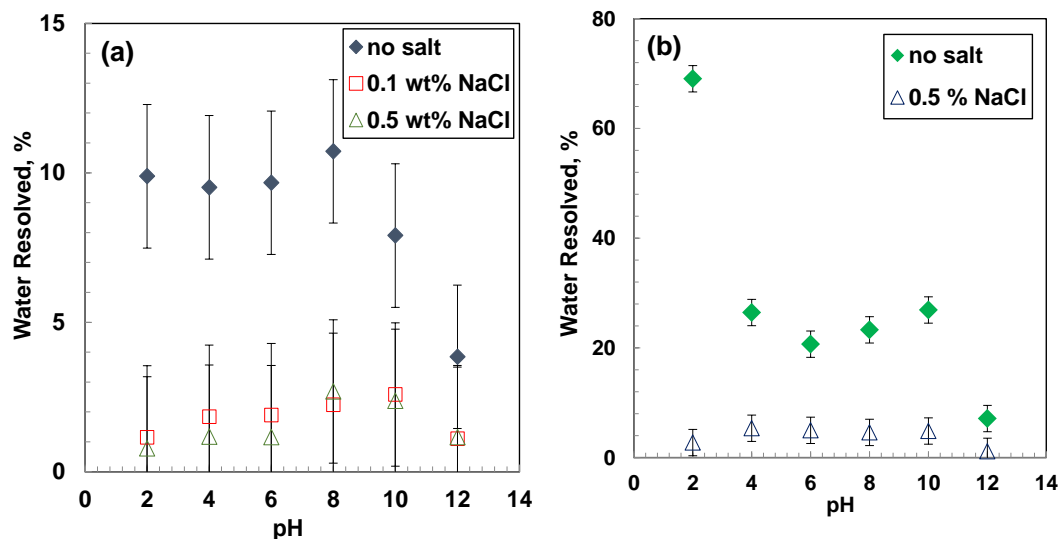 (a)
no salt
0.1 wt% NaCl
0.5 wt% NaCl
Water Resolved, %
15
10
5
0
0 2 4 6 8 10 12 14
pH
(b)
no salt
0.5 % NaCl
Water Resolved, %
80
60
40
20
0
0 2 4 6 8 10 12 14
pH